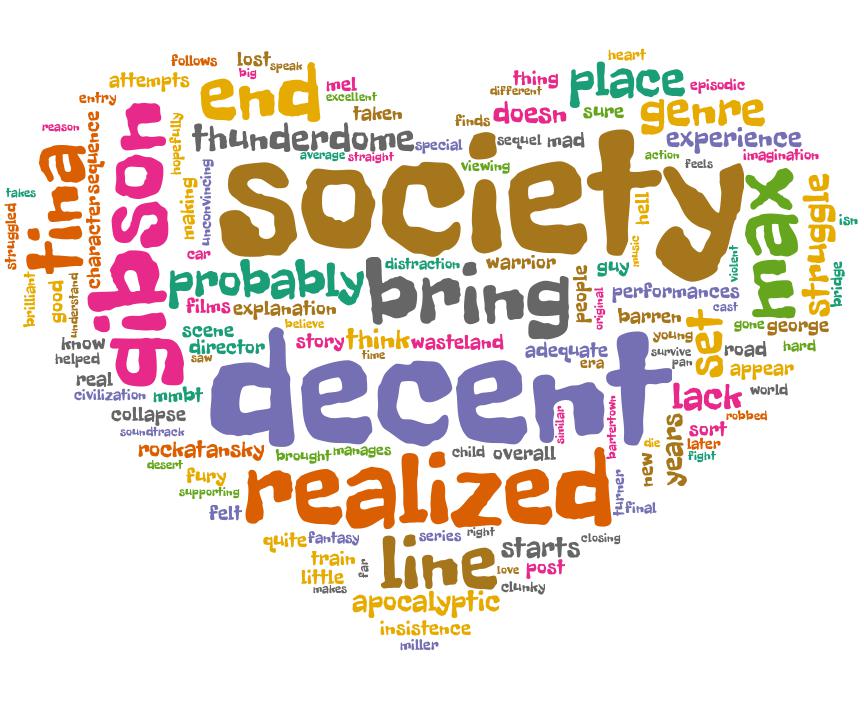 follows lost speak heart
attempts big end mel excellent thing different place episodic
entry taken finds doesn sure genre
reason hopefully thunderdome special sequel mad experience
average straight viewing action feels imagination
takes tina character sequence gibson making unconvincing society hell max struggle isn
struggled car distraction warrior music violent bridge
brilliant good understand probably bring people guy original performances cast
films explanation believe barren gone george
know scene director saw story think time wasteland adequate era young survive pan set road hard
helped real decent appear world
civilization mmbt lack robbed
collapse soundtrack similar bartertown sort later
rockatansky brought manages child overall new die years fight
desert fury supporting realized turner final
felt
quite fantasy series right starts closing
train little makes far line love post clunky
apocalyptic
insistence
miller